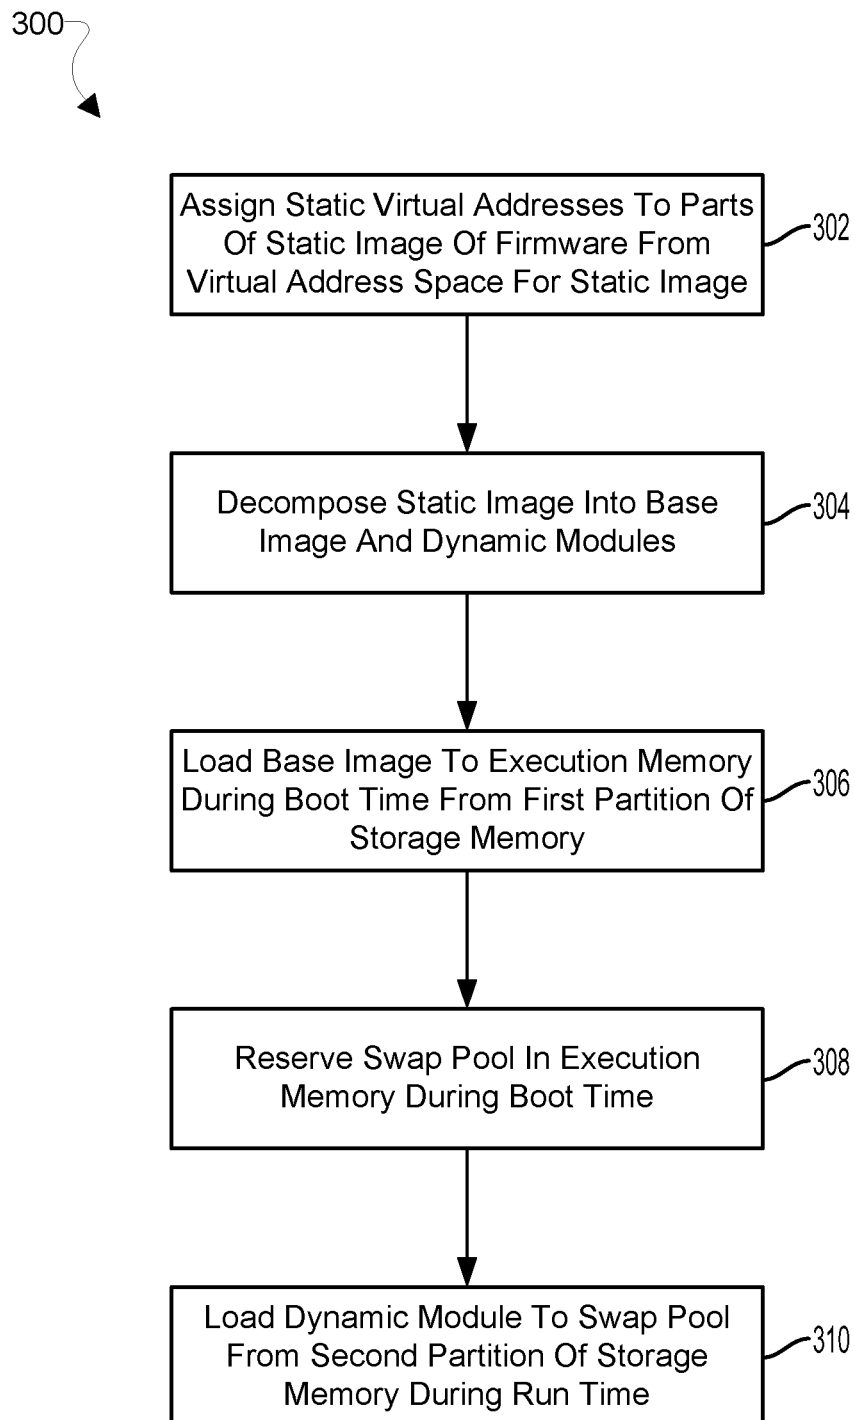 300
Assign Static Virtual Addresses To Parts
Of Static Image Of Firmware From
Virtual Address Space For Static Image
302
Decompose Static Image Into Base
Image And Dynamic Modules
304
Load Base Image To Execution Memory
During Boot Time From First Partition Of
Storage Memory
306
Reserve Swap Pool In Execution
Memory During Boot Time
308
Load Dynamic Module To Swap Pool
From Second Partition Of Storage
Memory During Run Time
310